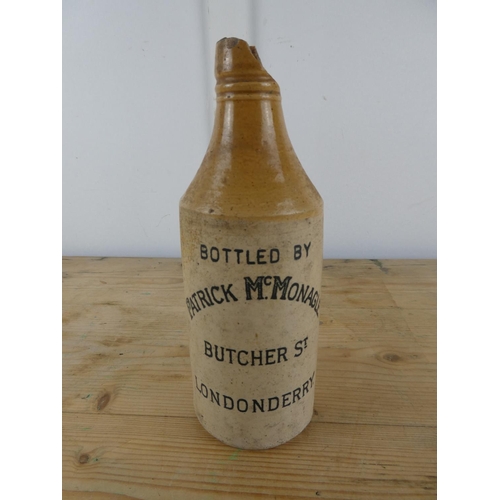 BOTTLED BY
PATRICK McMONAGLE
BUTCHER ST
LONDONDERRY